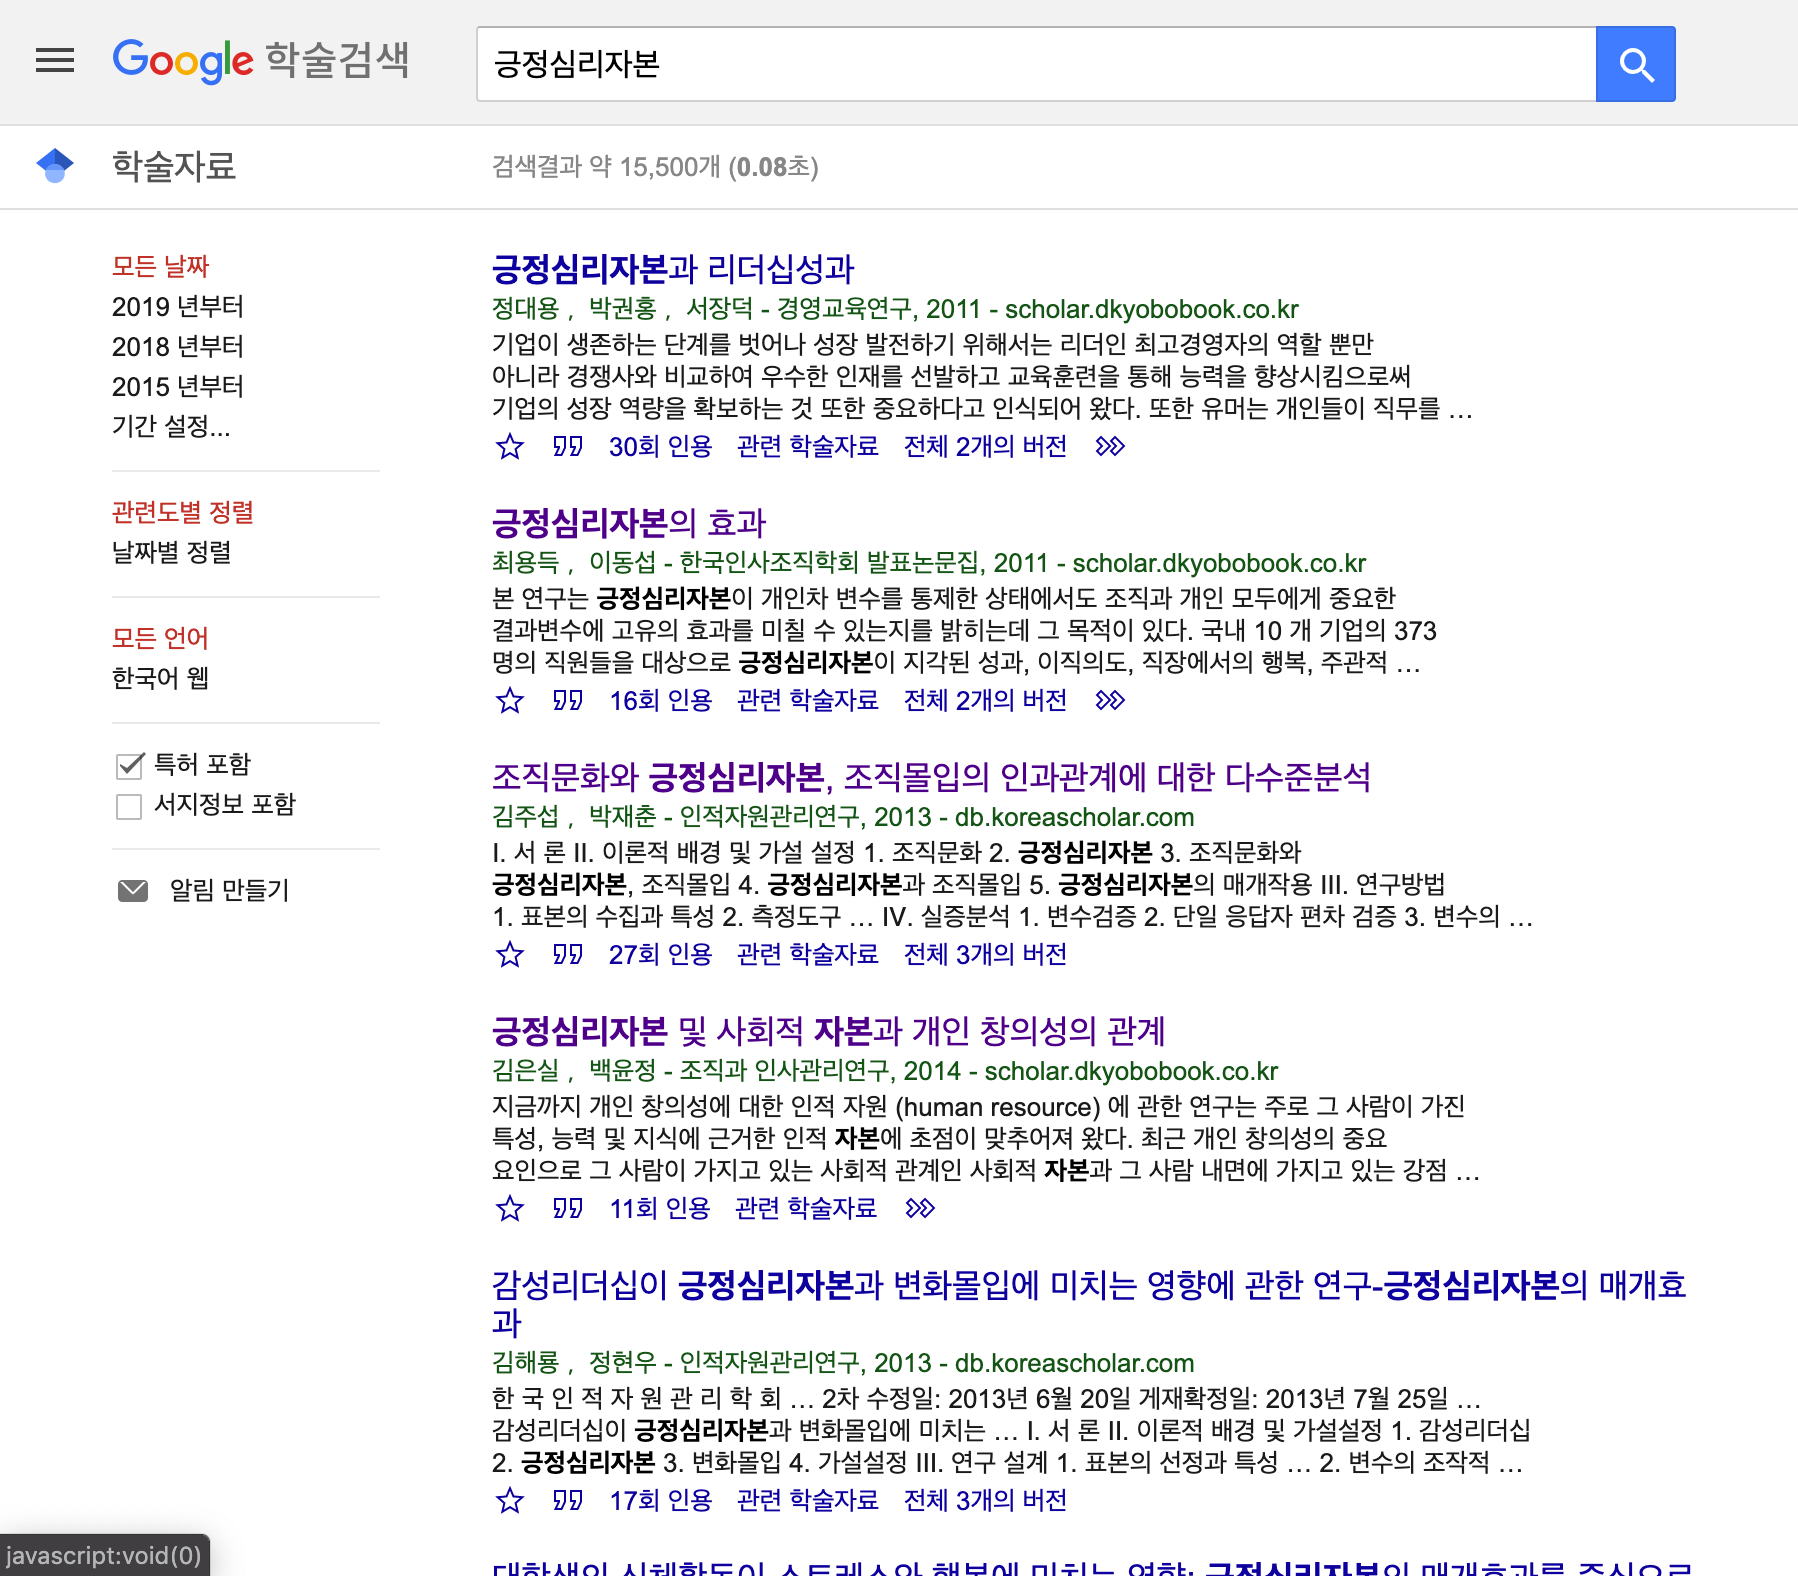 Google 학술검색
긍정심리자본
학술자료
검색결과 약 15,500개 (0.08초)
모든 날짜
2019 년부터
2018 년부터
2015 년부터
기간 설정...
관련도별 정렬
날짜별 정렬
모든 언어
한국어 웹
특허 포함
서지정보 포함
알림 만들기
긍정심리자본과 리더십성과
정대용 , 박권홍 , 서장덕 - 경영교육연구, 2011 - scholar.dkyobobook.co.kr
기업이 생존하는 단계를 벗어나 성장 발전하기 위해서는 리더인 최고경영자의 역할 뿐만
아니라 경쟁사와 비교하여 우수한 인재를 선발하고 교육훈련을 통해 능력을 향상시킴으로써
기업의 성장 역량을 확보하는 것 또한 중요하다고 인식되어 왔다. 또한 유머는 개인들이 직무를 …
30회 인용 관련 학술자료 전체 2개의 버전
긍정심리자본의 효과
최용득 , 이동섭 - 한국인사조직학회 발표논문집, 2011 - scholar.dkyobobook.co.kr
본 연구는 긍정심리자본이 개인차 변수를 통제한 상태에서도 조직과 개인 모두에게 중요한
결과변수에 고유의 효과를 미칠 수 있는지를 밝히는데 그 목적이 있다. 국내 10 개 기업의 373
명의 직원들을 대상으로 긍정심리자본이 지각된 성과, 이직의도, 직장에서의 행복, 주관적 …
16회 인용 관련 학술자료 전체 2개의 버전
조직문화와 긍정심리자본, 조직몰입의 인과관계에 대한 다수준분석
김주섭 , 박재춘 - 인적자원관리연구, 2013 - db.koreascholar.com
I. 서 론 II. 이론적 배경 및 가설 설정 1. 조직문화 2. 긍정심리자본 3. 조직문화와
긍정심리자본, 조직몰입 4. 긍정심리자본과 조직몰입 5. 긍정심리자본의 매개작용 III. 연구방법
1. 표본의 수집과 특성 2. 측정도구 … IV. 실증분석 1. 변수검증 2. 단일 응답자 편차 검증 3. 변수의 …
27회 인용 관련 학술자료 전체 3개의 버전
긍정심리자본 및 사회적 자본과 개인 창의성의 관계
김은실 , 백윤정 - 조직과 인사관리연구, 2014 - scholar.dkyobobook.co.kr
지금까지 개인 창의성에 대한 인적 자원 (human resource) 에 관한 연구는 주로 그 사람이 가진
특성, 능력 및 지식에 근거한 인적 자본에 초점이 맞추어져 왔다. 최근 개인 창의성의 중요
요인으로 그 사람이 가지고 있는 사회적 관계인 사회적 자본과 그 사람 내면에 가지고 있는 강점 …
11회 인용 관련 학술자료
감성리더십이 긍정심리자본과 변화몰입에 미치는 영향에 관한 연구-긍정심리자본의 매개효
과
김해룡 , 정현우 - 인적자원관리연구, 2013 - db.koreascholar.com
한 국 인 적 자 원 관 리 학 회 … 2차 수정일: 2013년 6월 20일 게재확정일: 2013년 7월 25일 …
감성리더십이 긍정심리자본과 변화몰입에 미치는 … I. 서 론 II. 이론적 배경 및 가설설정 1. 감성리더십
2. 긍정심리자본 3. 변화몰입 4. 가설설정 III. 연구 설계 1. 표본의 선정과 특성 … 2. 변수의 조작적 …
17회 인용 관련 학술자료 전체 3개의 버전
대학생의 신체활동이 스트레스와 행복에 미치는 영향: 긍정심리자본의 매개효과를 중심으로
javascript:void(0)